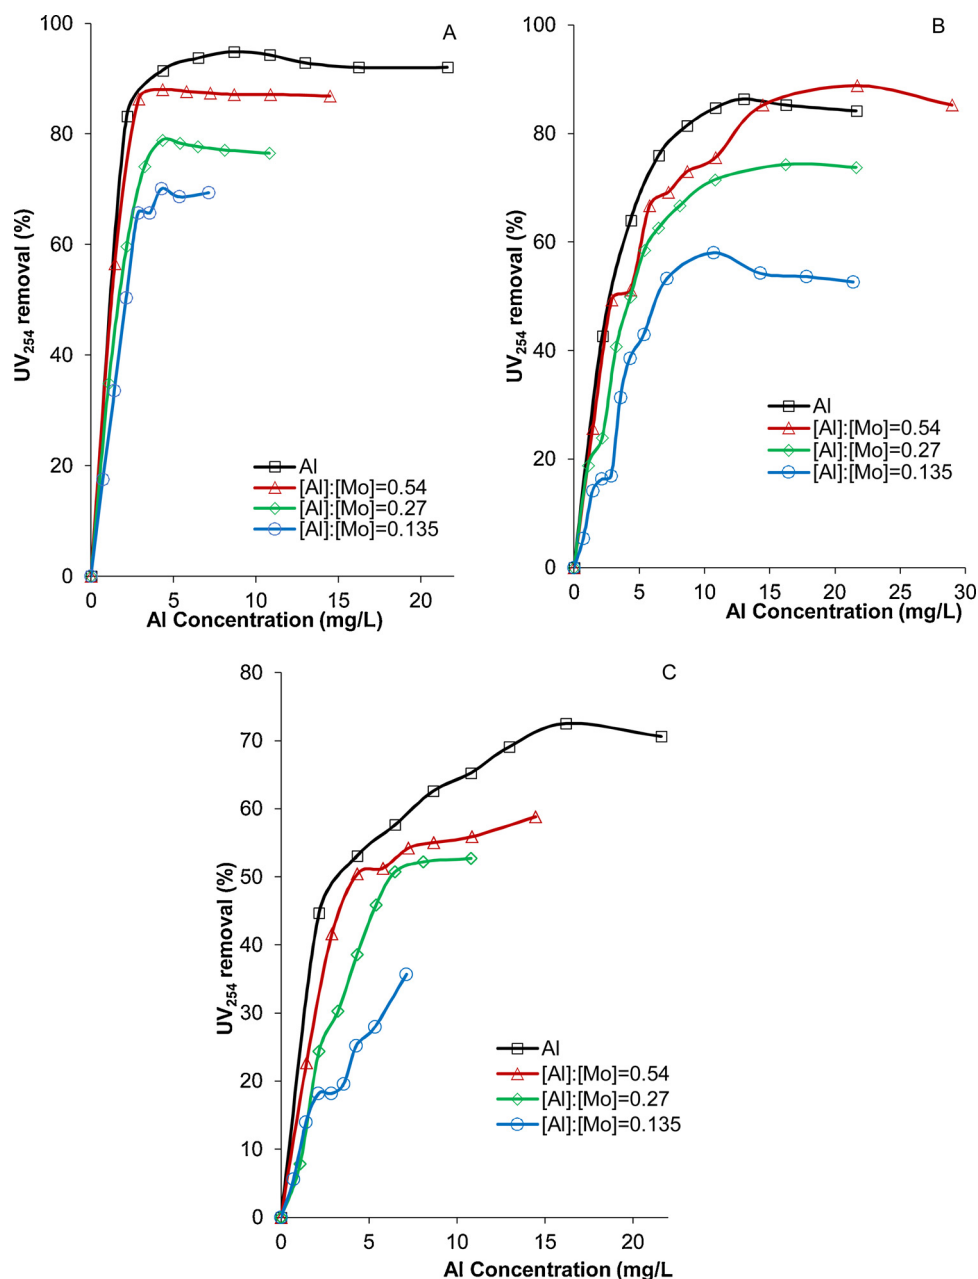 A
100
80
60
40
20
0
UV254 removal (%)
Al
[Al]:[Mo]=0.54
[Al]:[Mo]=0.27
[Al]:[Mo]=0.135
0 5 10 15 20
Al Concentration (mg/L)
B
100
80
60
40
20
0
UV254 removal (%)
Al
[Al]:[Mo]=0.54
[Al]:[Mo]=0.27
[Al]:[Mo]=0.135
0 5 10 15 20 25 30
Al Concentration (mg/L)
C
80
70
60
50
40
30
20
10
0
UV254 removal (%)
Al
[Al]:[Mo]=0.54
[Al]:[Mo]=0.27
[Al]:[Mo]=0.135
0 5 10 15 20
Al Concentration (mg/L